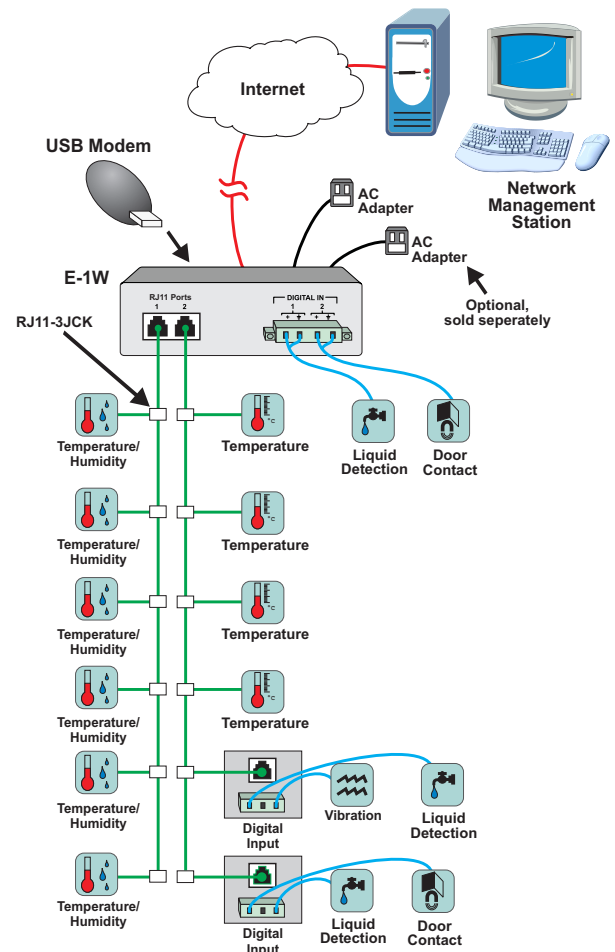 Internet
USB Modem
Network
Management
Station
AC
Adapter
AC
Adapter
Optional,
sold seperately
E-1W
RJ11 Ports
1 2
DIGITAL IN
1 2
+ +
RJ11-3JCK
Liquid
Detection
Door
Contact
Temperature/
Humidity
°C
Temperature
Temperature/
Humidity
°C
Temperature
Temperature/
Humidity
°C
Temperature
Temperature/
Humidity
°C
Temperature
Temperature/
Humidity
Digital
Input
Vibration
Liquid
Detection
Temperature/
Humidity
Digital
Input
Liquid
Detection
Door
Contact